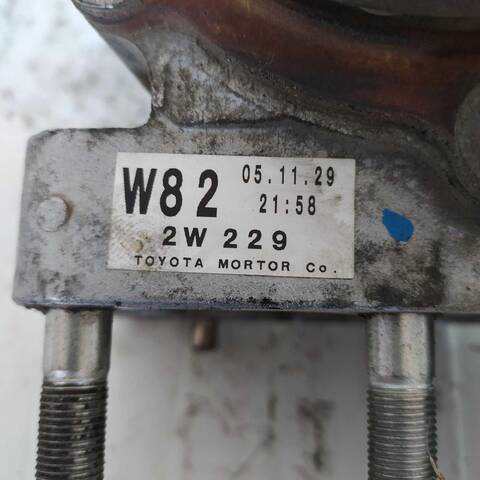 W82 05.11.29
21:58
2W 229
TOYOTA MORTOR Co.